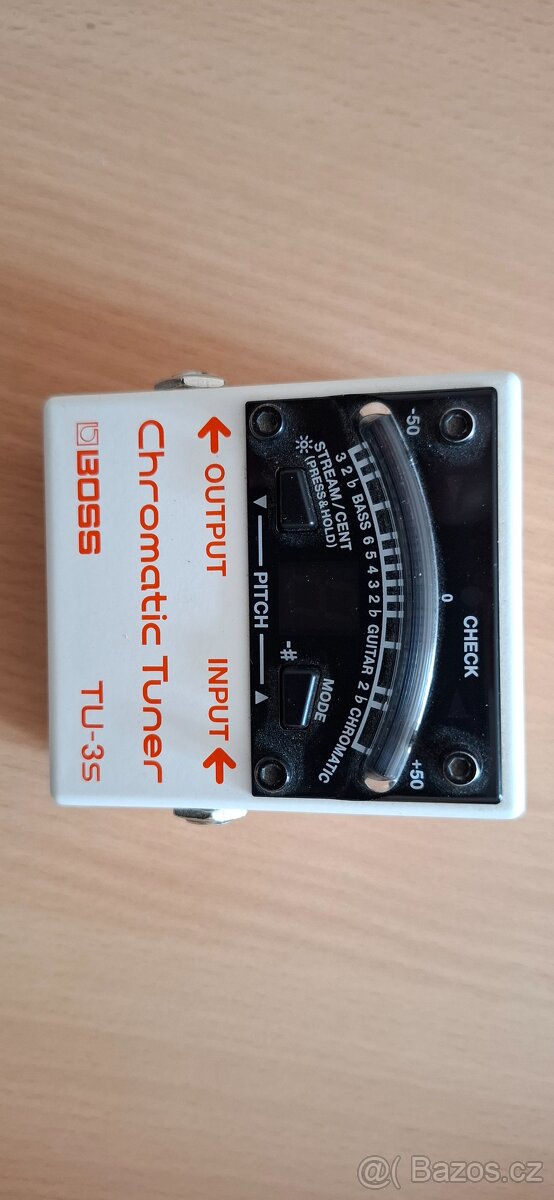 CHECK
-50 0 +50
3 2 ♭ BASS 6 5 4 3 2 ♭ GUITAR 2 ♭ CHROMATIC
STREAM/CENT
(PRESS&HOLD)
-#
MODE
PITCH
OUTPUT INPUT
Chromatic Tuner
BOSS TU-3s
@ Bazos.cz